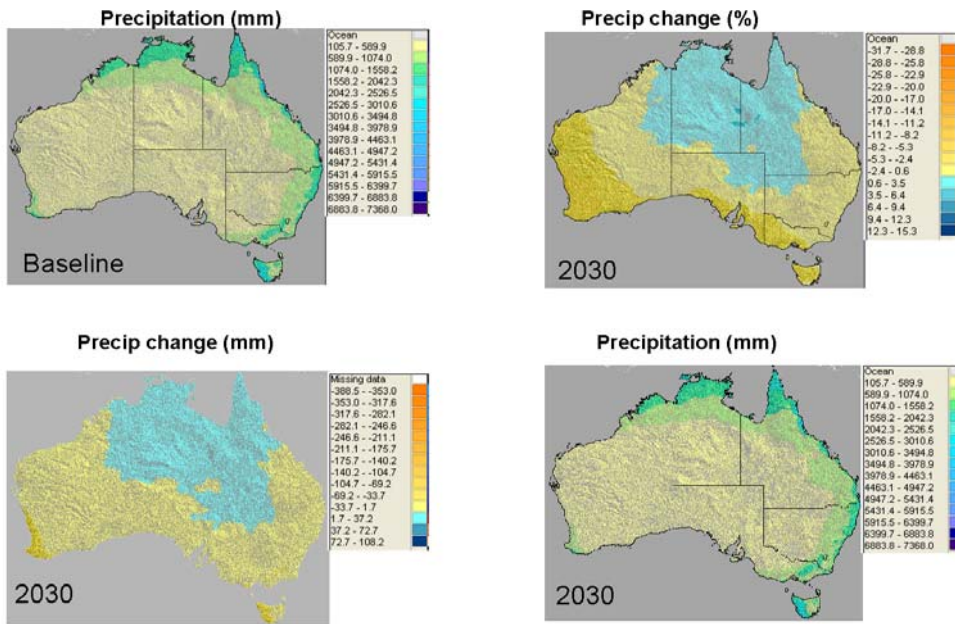 Precipitation (mm)
Ocean
105.7 - 589.9
589.9 - 1074.0
1074.0 - 1558.2
1558.2 - 2042.3
2042.3 - 2526.5
2526.5 - 3010.6
3010.6 - 3494.8
3494.8 - 3978.9
3978.9 - 4463.1
4463.1 - 4947.2
4947.2 - 5431.4
5431.4 - 5915.5
5915.5 - 6399.7
6399.7 - 6883.8
6883.8 - 7368.0
Baseline
Precip change (%)
Ocean
-31.7 - -28.8
-28.8 - -25.8
-25.8 - -22.9
-22.9 - -20.0
-20.0 - -17.0
-17.0 - -14.1
-14.1 - -11.2
-11.2 - -8.2
-8.2 - -5.3
-5.3 - -2.4
-2.4 - 0.6
0.6 - 3.5
3.5 - 6.4
6.4 - 9.4
9.4 - 12.3
12.3 - 15.3
2030
Precip change (mm)
Missing data
-388.5 - -353.0
-353.0 - -317.6
-317.6 - -282.1
-282.1 - -246.6
-246.6 - -211.1
-211.1 - -175.7
-175.7 - -140.2
-140.2 - -104.7
-104.7 - -69.2
-69.2 - -33.7
-33.7 - 1.7
1.7 - 37.2
37.2 - 72.7
72.7 - 108.2
2030
Precipitation (mm)
Ocean
105.7 - 589.9
589.9 - 1074.0
1074.0 - 1558.2
1558.2 - 2042.3
2042.3 - 2526.5
2526.5 - 3010.6
3010.6 - 3494.8
3494.8 - 3978.9
3978.9 - 4463.1
4463.1 - 4947.2
4947.2 - 5431.4
5431.4 - 5915.5
5915.5 - 6399.7
6399.7 - 6883.8
6883.8 - 7368.0
2030